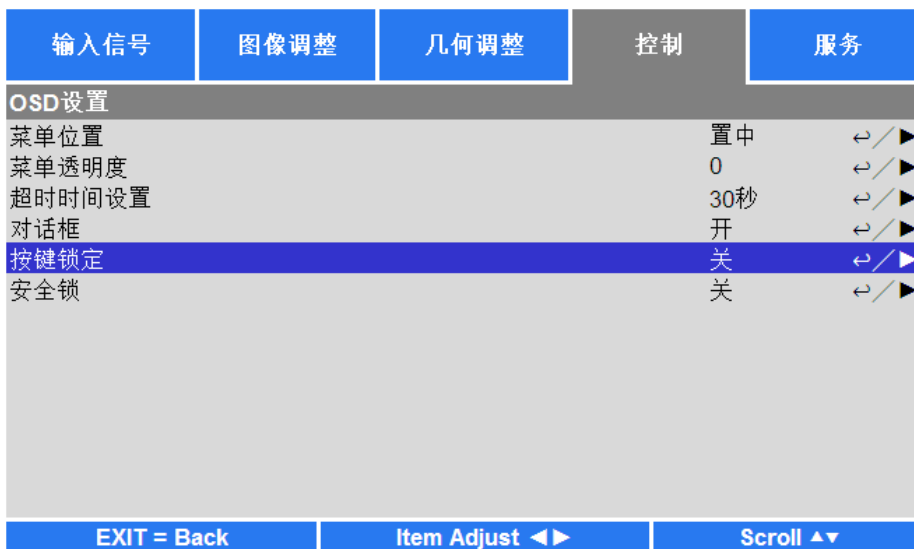 输入信号 图像调整 几何调整 控制 服务
OSD设置
菜单位置 置中 ↩／▶
菜单透明度 0 ↩／▶
超时时间设置 30秒 ↩／▶
对话框 开 ↩／▶
按键锁定 关 ↩／▶
安全锁 关 ↩／▶
EXIT = Back Item Adjust ◀▶ Scroll ▲▼